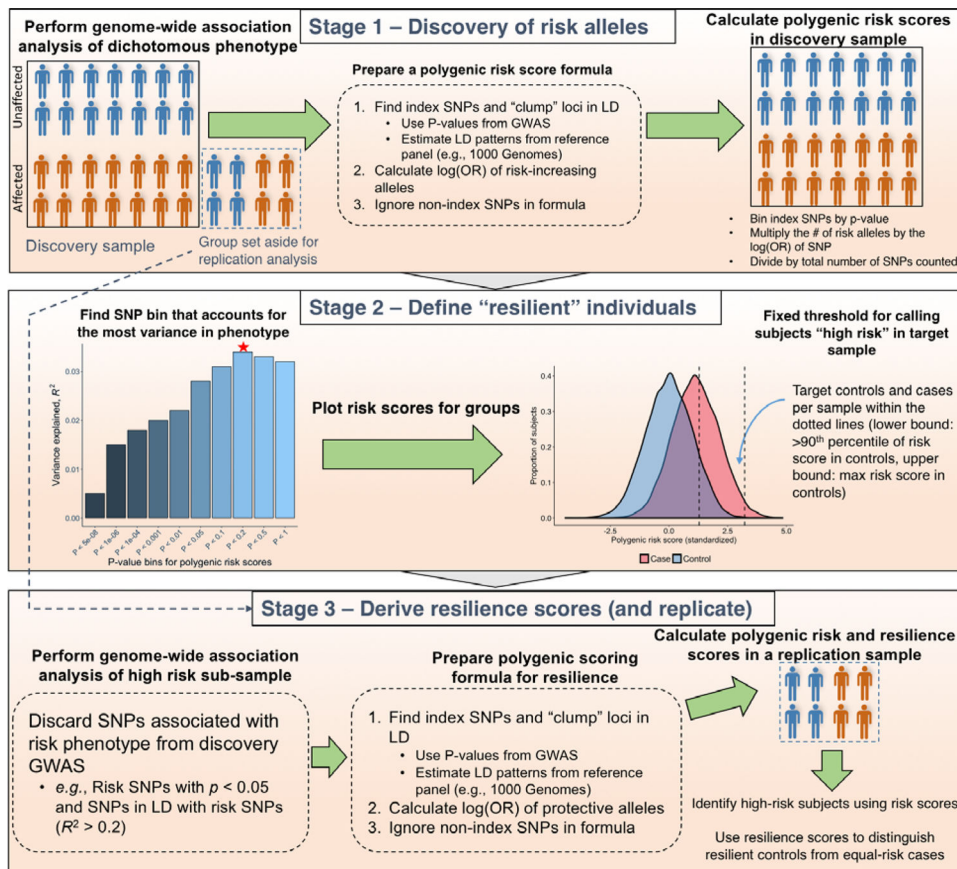 Stage 1 – Discovery of risk alleles
Perform genome-wide association
analysis of dichotomous phenotype
Unaffected
Affected
Discovery sample
Group set aside for
replication analysis
Prepare a polygenic risk score formula
1. Find index SNPs and “clump” loci in LD
• Use P-values from GWAS
• Estimate LD patterns from reference
panel (e.g., 1000 Genomes)
2. Calculate log(OR) of risk-increasing
alleles
3. Ignore non-index SNPs in formula
Calculate polygenic risk scores
in discovery sample
• Bin index SNPs by p-value
• Multiply the # of risk alleles by the
log(OR) of SNP
• Divide by total number of SNPs counted
Stage 2 – Define “resilient” individuals
Find SNP bin that accounts for
the most variance in phenotype
Variance explained, R²
0.03
0.02
0.01
0.00
P < 5e-08
P < 1e-06
P < 1e-04
P < 0.001
P < 0.01
P < 0.05
P < 0.1
P < 0.2
P < 0.5
P < 1
P-value bins for polygenic risk scores
Plot risk scores for groups
Proportion of subjects
0.4
0.3
0.2
0.1
0.0
-2.5
0.0
2.5
5.0
Polygenic risk score (standardized)
Case
Control
Fixed threshold for calling
subjects “high risk” in target
sample
Target controls and cases
per sample within the
dotted lines (lower bound:
>90th percentile of risk
score in controls, upper
bound: max risk score in
controls)
Stage 3 – Derive resilience scores (and replicate)
Perform genome-wide association
analysis of high risk sub-sample
Discard SNPs associated with
risk phenotype from discovery
GWAS
• e.g., Risk SNPs with p < 0.05
and SNPs in LD with risk SNPs
(R² > 0.2)
Prepare polygenic scoring
formula for resilience
1. Find index SNPs and “clump” loci in
LD
• Use P-values from GWAS
• Estimate LD patterns from reference
panel (e.g., 1000 Genomes)
2. Calculate log(OR) of protective alleles
3. Ignore non-index SNPs in formula
Calculate polygenic risk and resilience
scores in a replication sample
Identify high-risk subjects using risk scores
Use resilience scores to distinguish
resilient controls from equal-risk cases